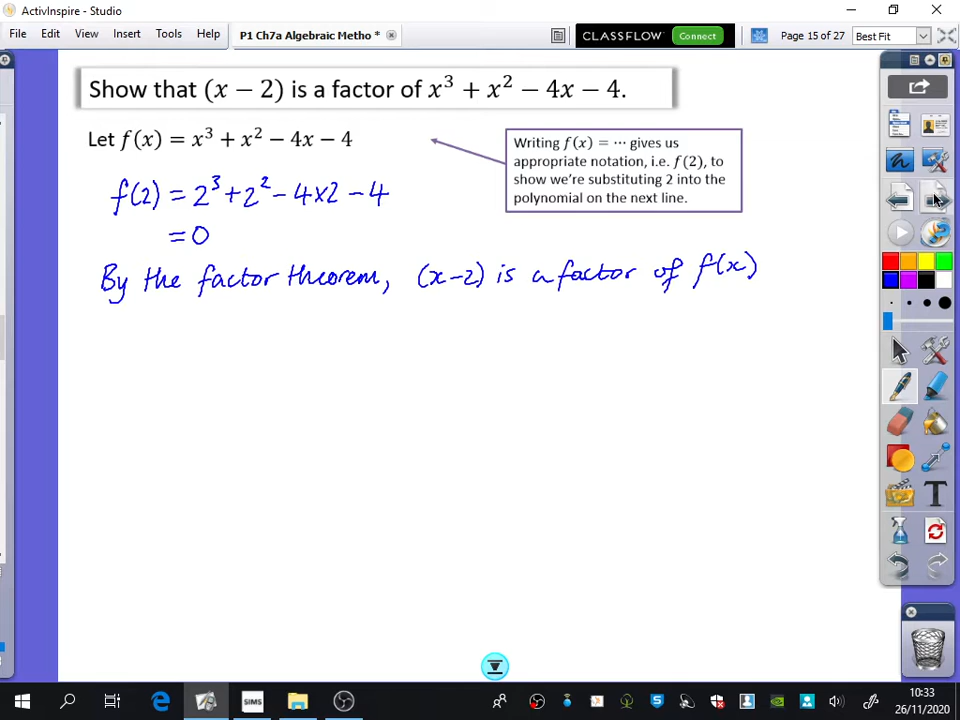 ActivInspire - Studio
File Edit View Insert Tools Help
P1 Ch7a Algebraic Metho *
CLASSFLOW Connect
Page 15 of 27
Best Fit
Show that (x − 2) is a factor of x³ + x² − 4x − 4.
Let f(x) = x³ + x² − 4x − 4
Writing f(x) = ⋯ gives us
appropriate notation, i.e. f(2), to
show we're substituting 2 into the
polynomial on the next line.
f(2) = 2³ + 2² − 4×2 − 4
= 0
By the factor theorem, (x−2) is a factor of f(x)
T
SIMS
10:33
26/11/2020